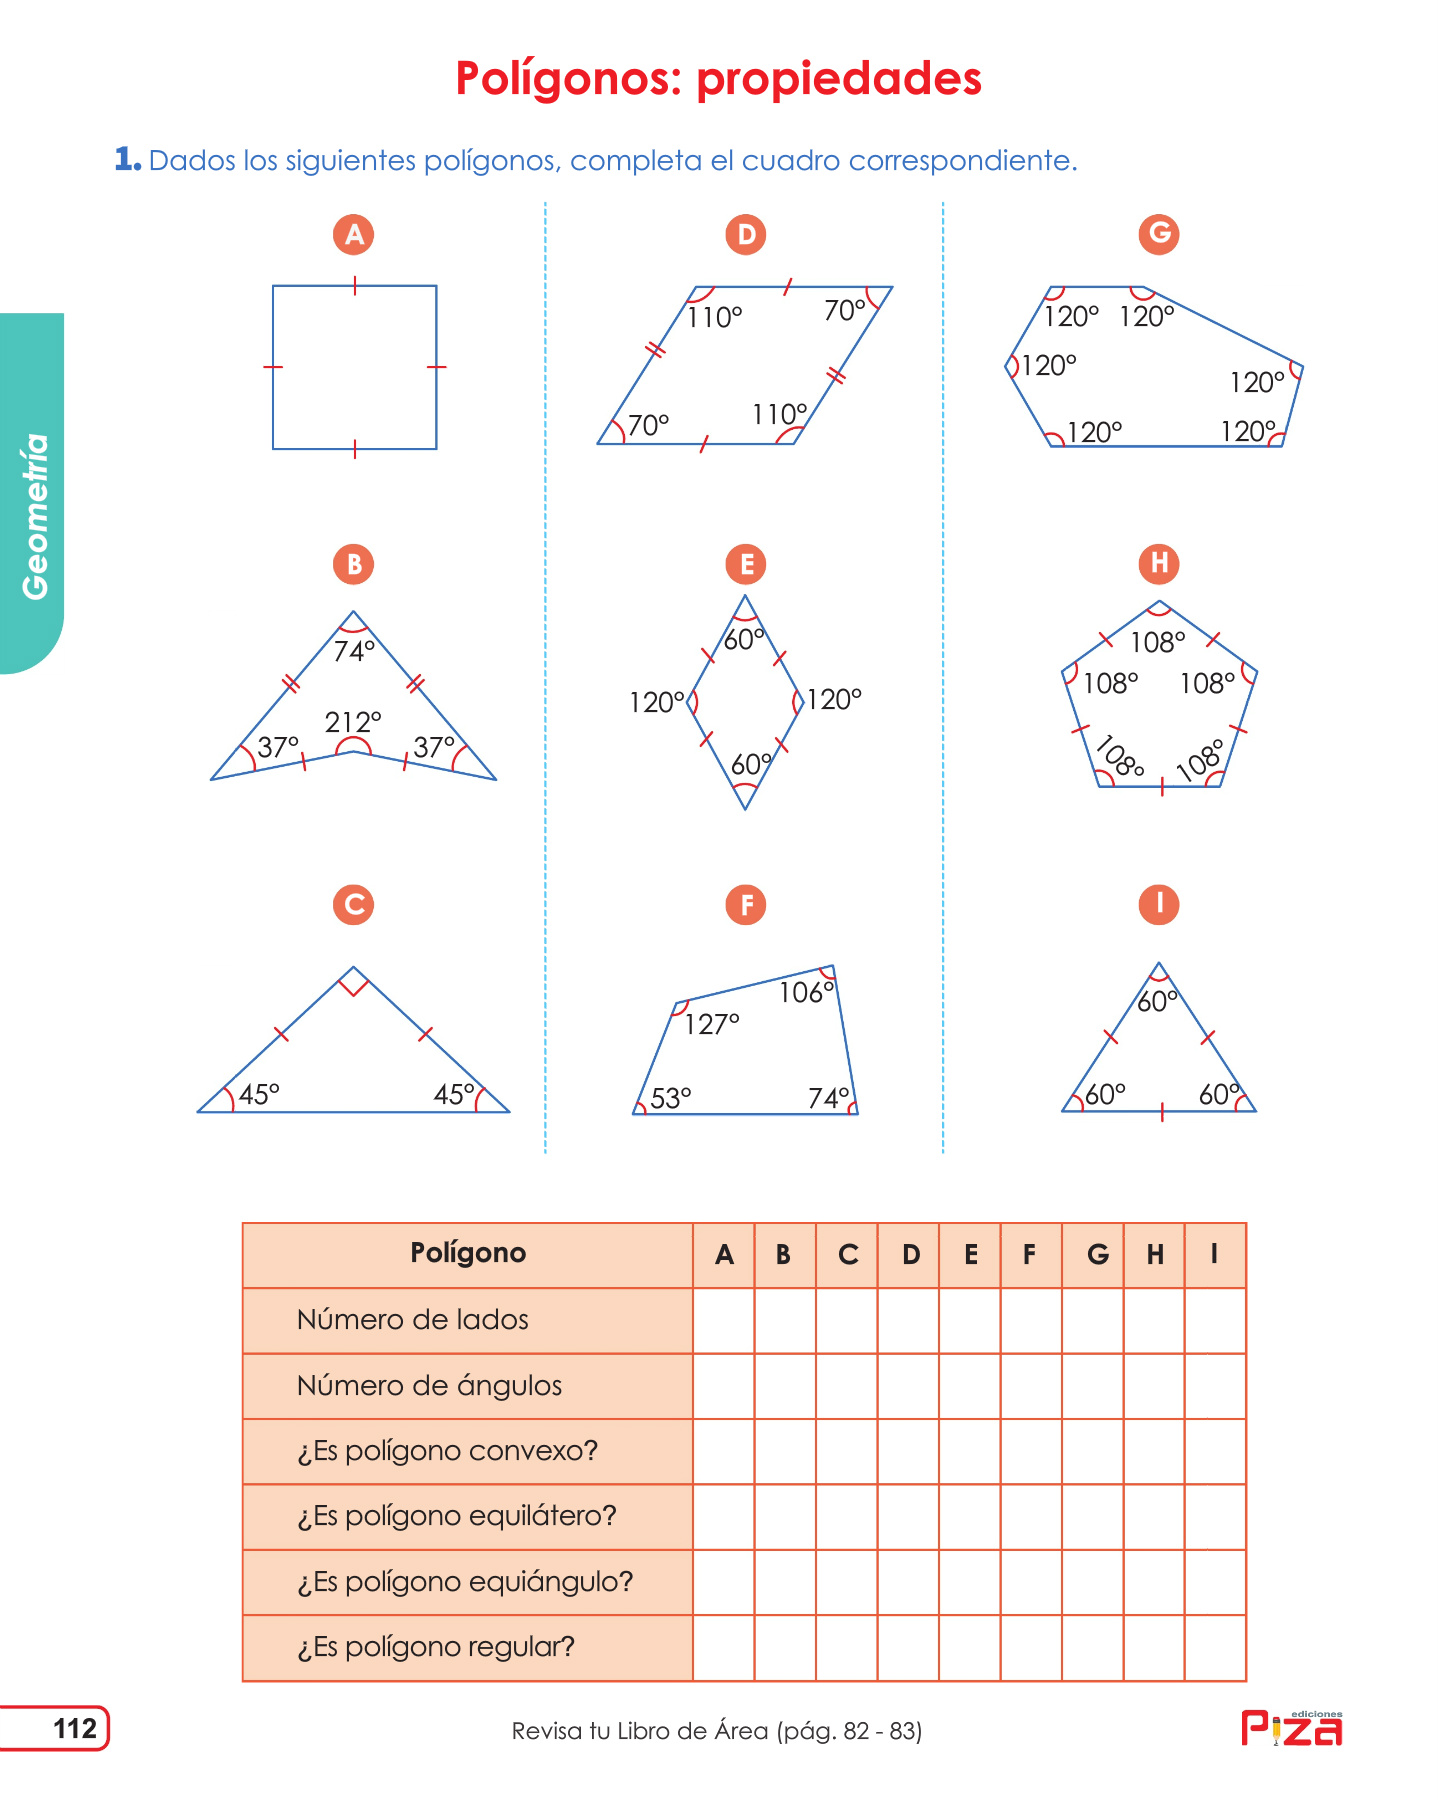 Polígonos: propiedades
1. Dados los siguientes polígonos, completa el cuadro correspondiente.
Geometría
A
D
G
110° 70°
70° 110°
120° 120°
120°
120°
120° 120°
B
E
H
74°
212°
37° 37°
60°
120° 120°
60°
108°
108° 108°
108° 108°
C
F
I
45° 45°
106°
127°
53° 74°
60°
60° 60°
Polígono A B C D E F G H I
Número de lados
Número de ángulos
¿Es polígono convexo?
¿Es polígono equilátero?
¿Es polígono equiángulo?
¿Es polígono regular?
112
Revisa tu Libro de Área (pág. 82 - 83)
ediciones
Piza